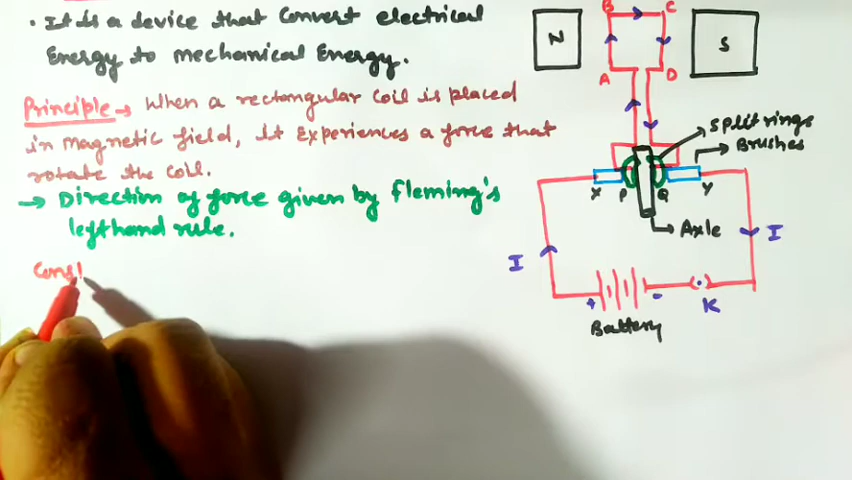 • It is a device that convert electrical
Energy to mechanical Energy.
Principle → When a rectangular coil is placed
in magnetic field, it Experiences a force that
rotate the coil.
→ Direction of force given by Fleming's
lefthand rule.
Cons
B C
N S
A D
Split rings
Brushes
X P Q Y
Axle
I I
+ - K
Battery